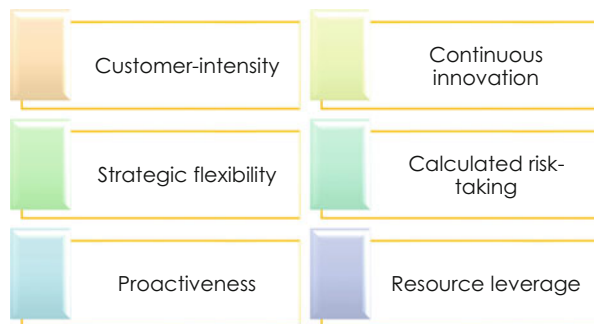 Customer-intensity
Continuous
innovation
Strategic flexibility
Calculated risk-
taking
Proactiveness
Resource leverage